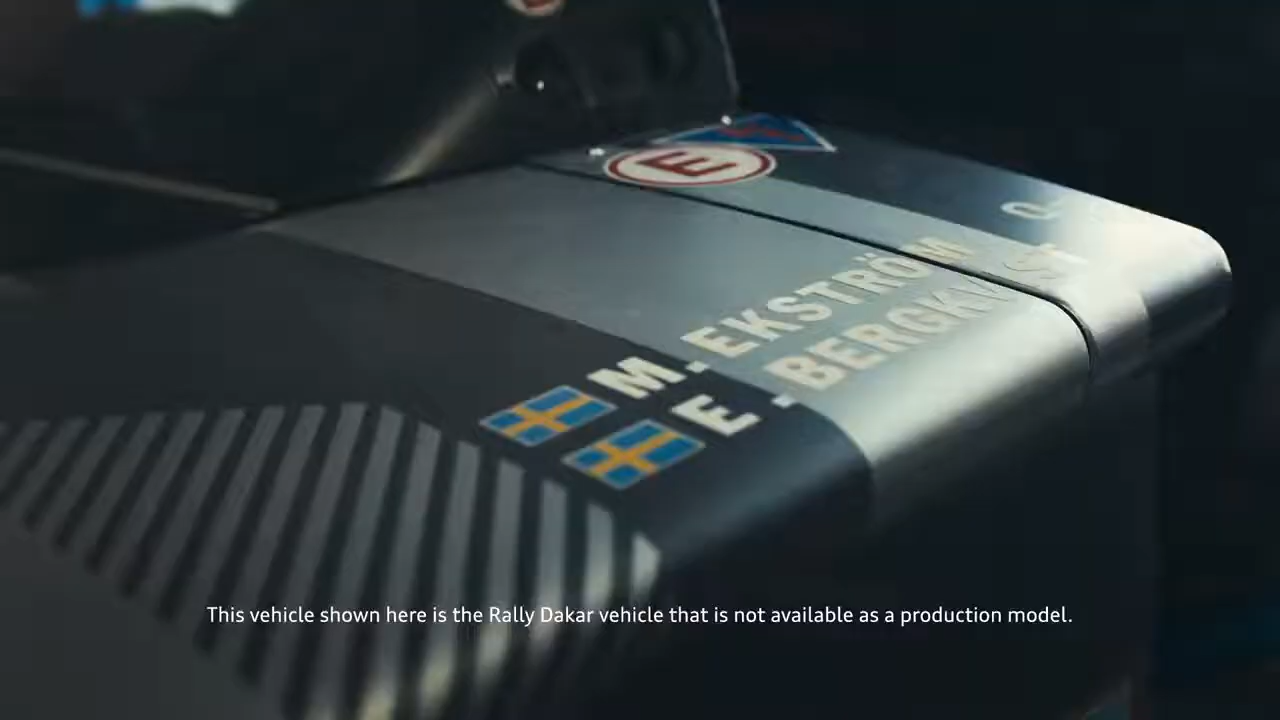 E
M. EKSTRÖM
E. BERGKVIST
This vehicle shown here is the Rally Dakar vehicle that is not available as a production model.